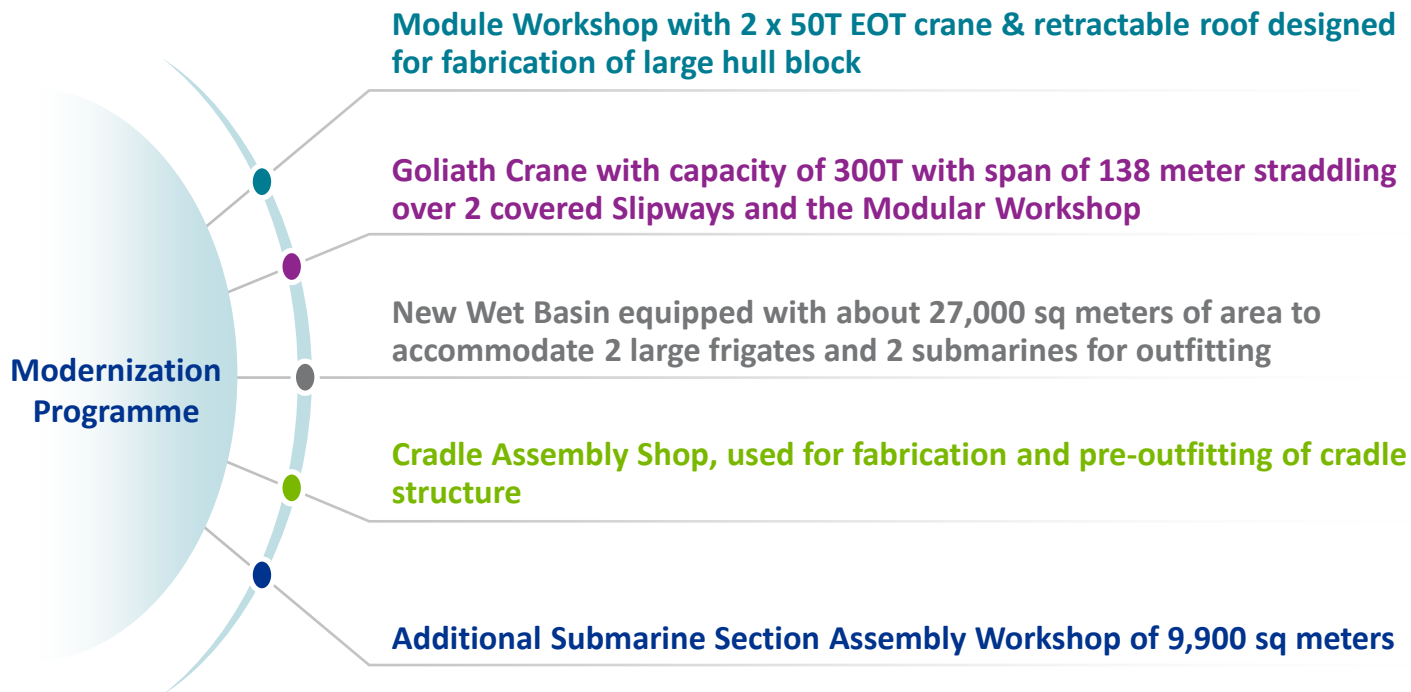 Module Workshop with 2 x 50T EOT crane & retractable roof designed
for fabrication of large hull block
Goliath Crane with capacity of 300T with span of 138 meter straddling
over 2 covered Slipways and the Modular Workshop
New Wet Basin equipped with about 27,000 sq meters of area to
accommodate 2 large frigates and 2 submarines for outfitting
Modernization
Programme
Cradle Assembly Shop, used for fabrication and pre-outfitting of cradle
structure
Additional Submarine Section Assembly Workshop of 9,900 sq meters